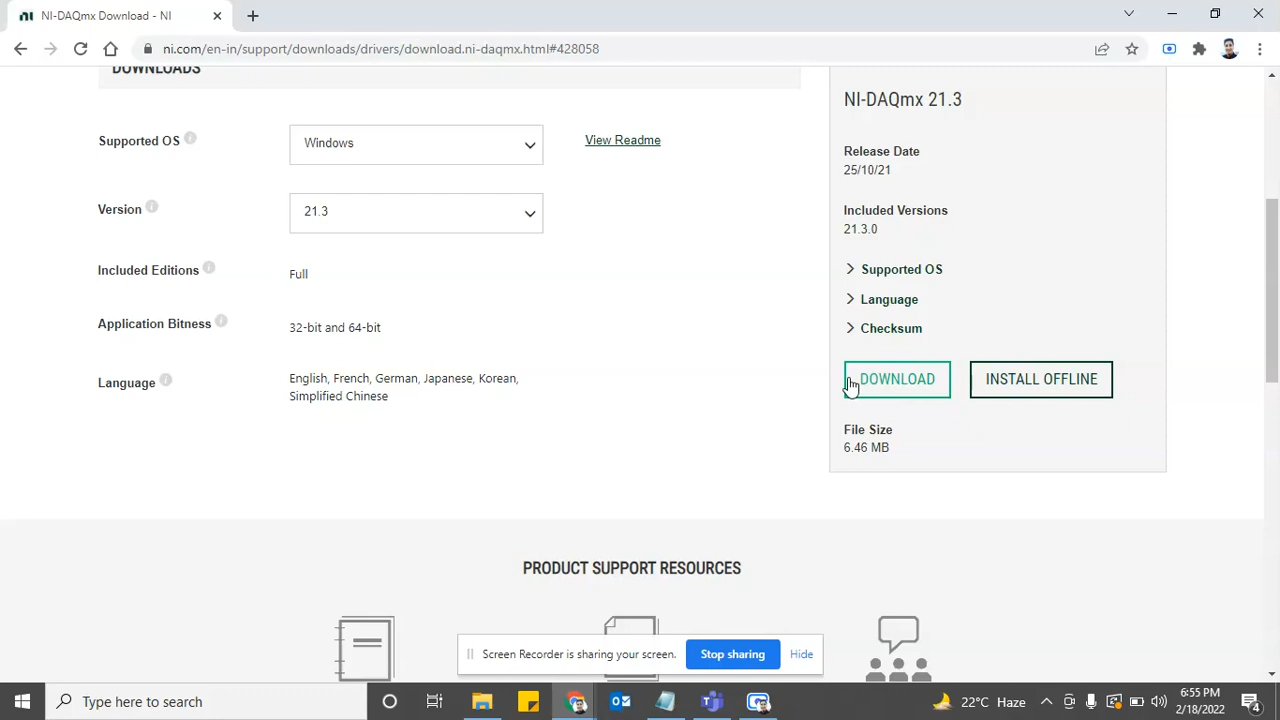 NI-DAQmx Download - NI
ni.com/en-in/support/downloads/drivers/download.ni-daqmx.html#428058
DOWNLOADS
Supported OS
Windows
View Readme
Version
21.3
Included Editions
Full
Application Bitness
32-bit and 64-bit
Language
English, French, German, Japanese, Korean,
Simplified Chinese
NI-DAQmx 21.3
Release Date
25/10/21
Included Versions
21.3.0
Supported OS
Language
Checksum
DOWNLOAD
INSTALL OFFLINE
File Size
6.46 MB
PRODUCT SUPPORT RESOURCES
Screen Recorder is sharing your screen.
Stop sharing
Hide
Type here to search
22°C Haze
6:55 PM
2/18/2022
4